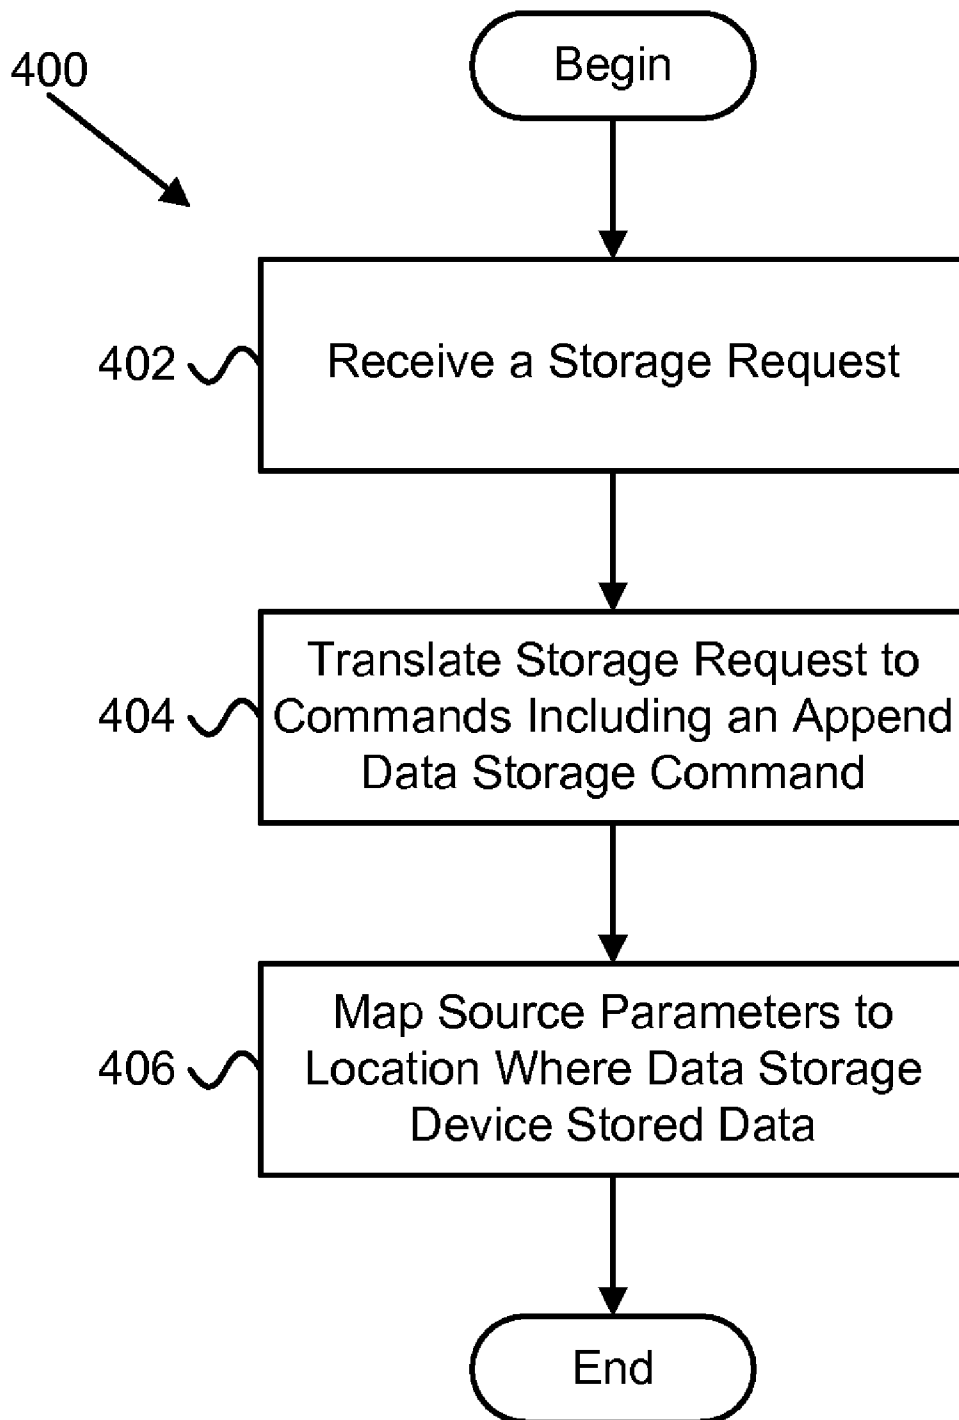 400
Begin
402
Receive a Storage Request
404
Translate Storage Request to
Commands Including an Append
Data Storage Command
406
Map Source Parameters to
Location Where Data Storage
Device Stored Data
End